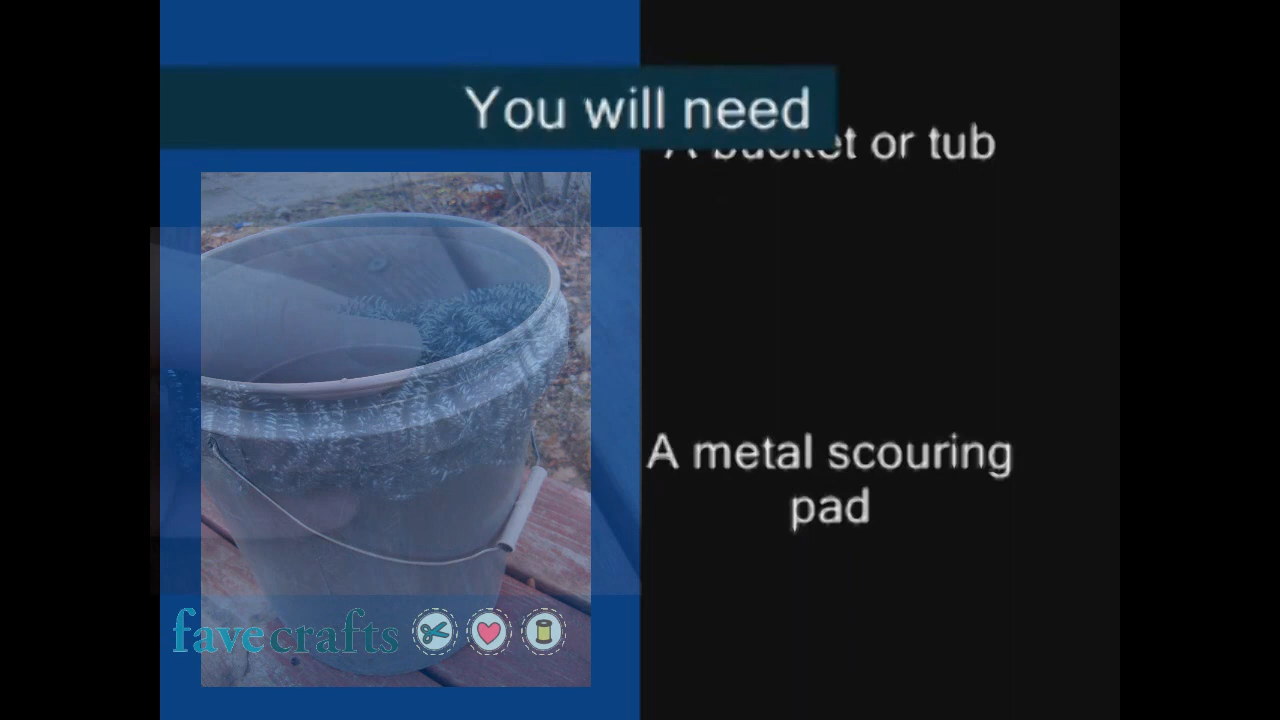 You will need
A bucket or tub
A metal scouring
pad
favecrafts